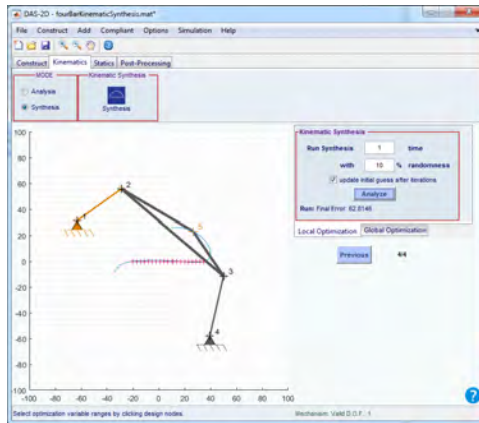 DAS-2D - fourBarKinematicSynthesis.mat*
File Construct Add Compliant Options Simulation Help
Construct Kinematics Statics Post-Processing
MODE
Analysis
Synthesis
Kinematic Synthesis
Synthesis
100
80
60
40
20
0
-20
-40
-60
-80
-100
-100 -80 -60 -40 -20 0 20 40 60 80 100
1
2
5
3
4
Kinematic Synthesis
Run Synthesis 1 time
with 10 % randomness
update initial guess after iterations
Analyze
Run: Final Error: 62.8146
Local Optimization Global Optimization
Previous 4/4
?
Select optimization variable ranges by clicking design nodes.
Mechanism: Valid D.O.F.: 1